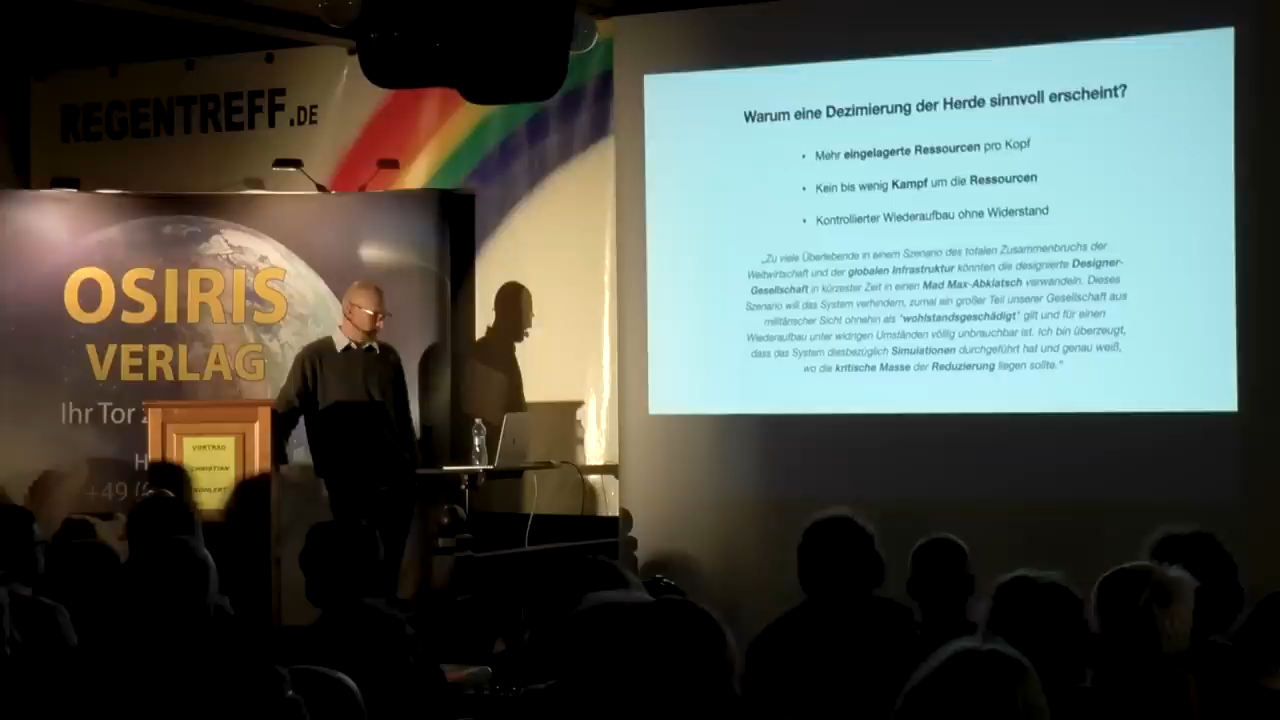 REGENTREFF.DE
OSIRIS
VERLAG
Ihr Tor
+49
VORTRAG
CHRISTIAN
Warum eine Dezimierung der Herde sinnvoll erscheint?
• Mehr eingelagerte Ressourcen pro Kopf
• Kein bis wenig Kampf um die Ressourcen
• Kontrollierter Wiederaufbau ohne Widerstand
„Zu viele Überlebende in einem Szenario des totalen Zusammenbruchs der
Weltwirtschaft und der globalen Infrastruktur könnten die designierte Designer-
Gesellschaft in kürzester Zeit in einen Mad Max-Abklatsch verwandeln. Dieses
Szenario will das System verhindern, zumal ein großer Teil unserer Gesellschaft aus
militärischer Sicht ohnehin als "wohlstandsgeschädigt" gilt und für einen
Wiederaufbau unter widrigen Umständen völlig unbrauchbar ist. Ich bin überzeugt,
dass das System diesbezüglich Simulationen durchgeführt hat und genau weiß,
wo die kritische Masse der Reduzierung liegen sollte."